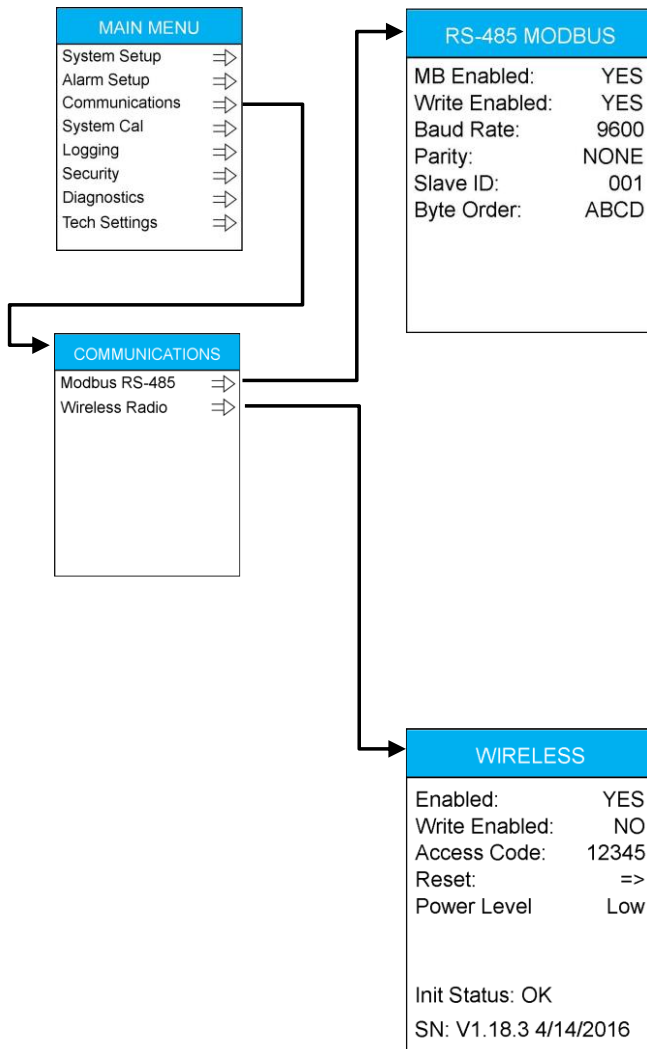 MAIN MENU
System Setup
Alarm Setup
Communications
System Cal
Logging
Security
Diagnostics
Tech Settings
RS-485 MODBUS
MB Enabled: YES
Write Enabled: YES
Baud Rate: 9600
Parity: NONE
Slave ID: 001
Byte Order: ABCD
COMMUNICATIONS
Modbus RS-485
Wireless Radio
WIRELESS
Enabled: YES
Write Enabled: NO
Access Code: 12345
Reset: =>
Power Level Low
Init Status: OK
SN: V1.18.3 4/14/2016